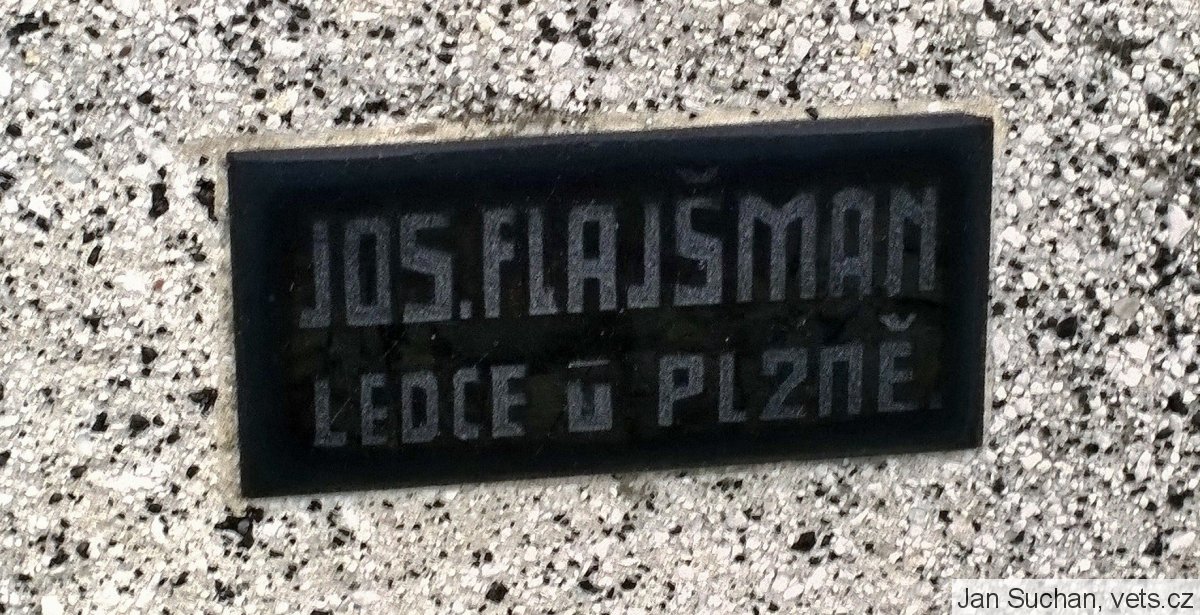 JOS. FLAJŠMAN
LEDCE U PLZNĚ.
Jan Suchan, vets.cz